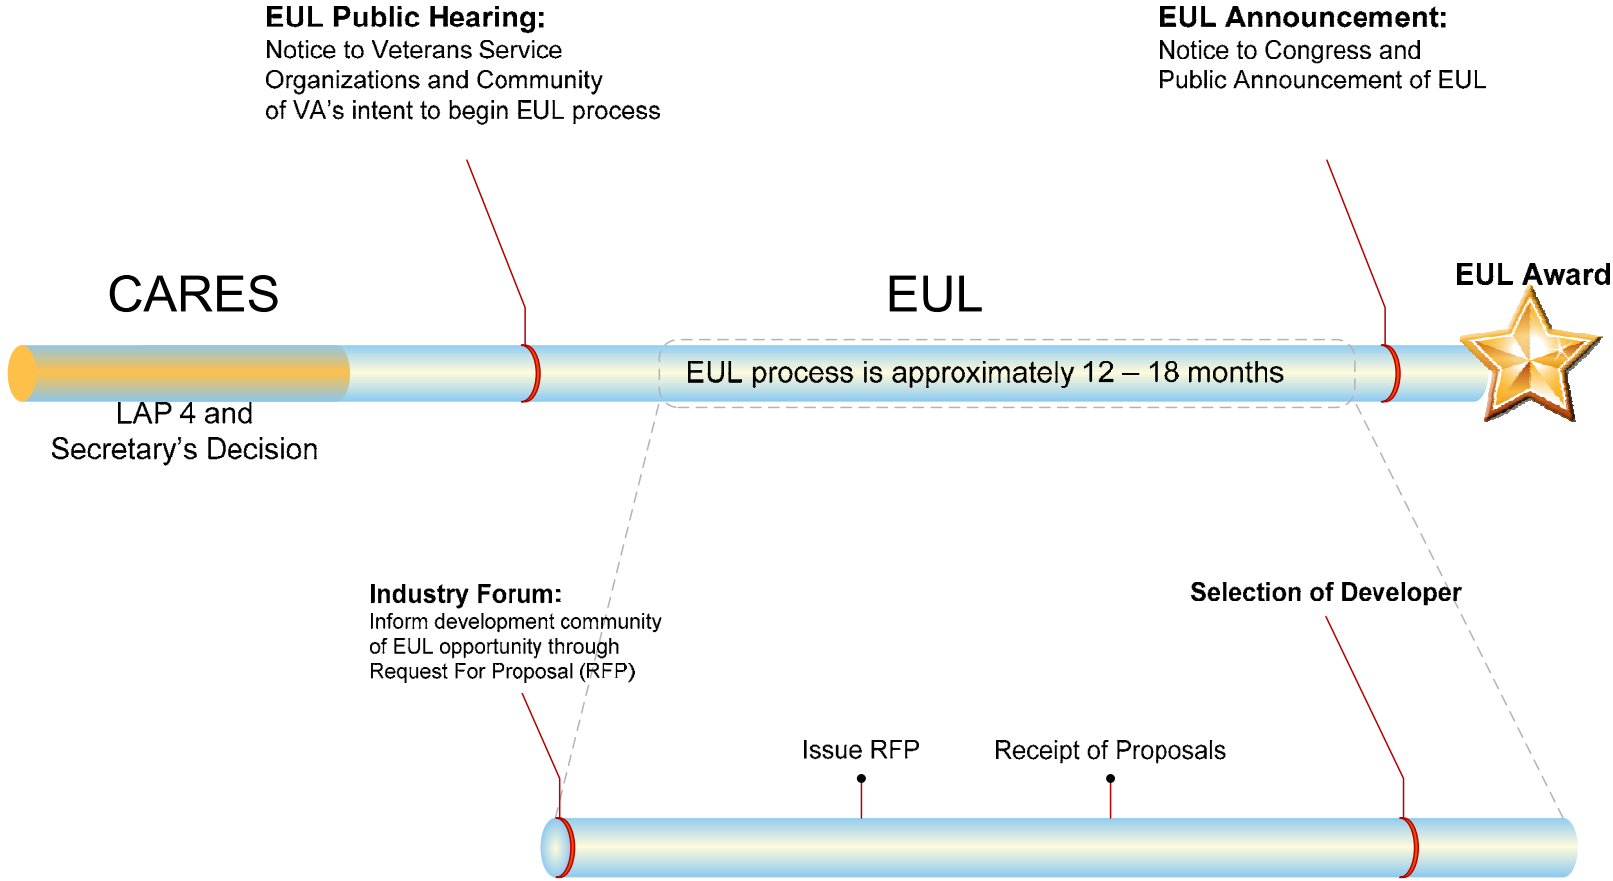 EUL Public Hearing:
Notice to Veterans Service
Organizations and Community
of VA's intent to begin EUL process
EUL Announcement:
Notice to Congress and
Public Announcement of EUL
CARES
EUL
EUL Award
EUL process is approximately 12 – 18 months
LAP 4 and
Secretary's Decision
Industry Forum:
Inform development community
of EUL opportunity through
Request For Proposal (RFP)
Selection of Developer
Issue RFP
Receipt of Proposals